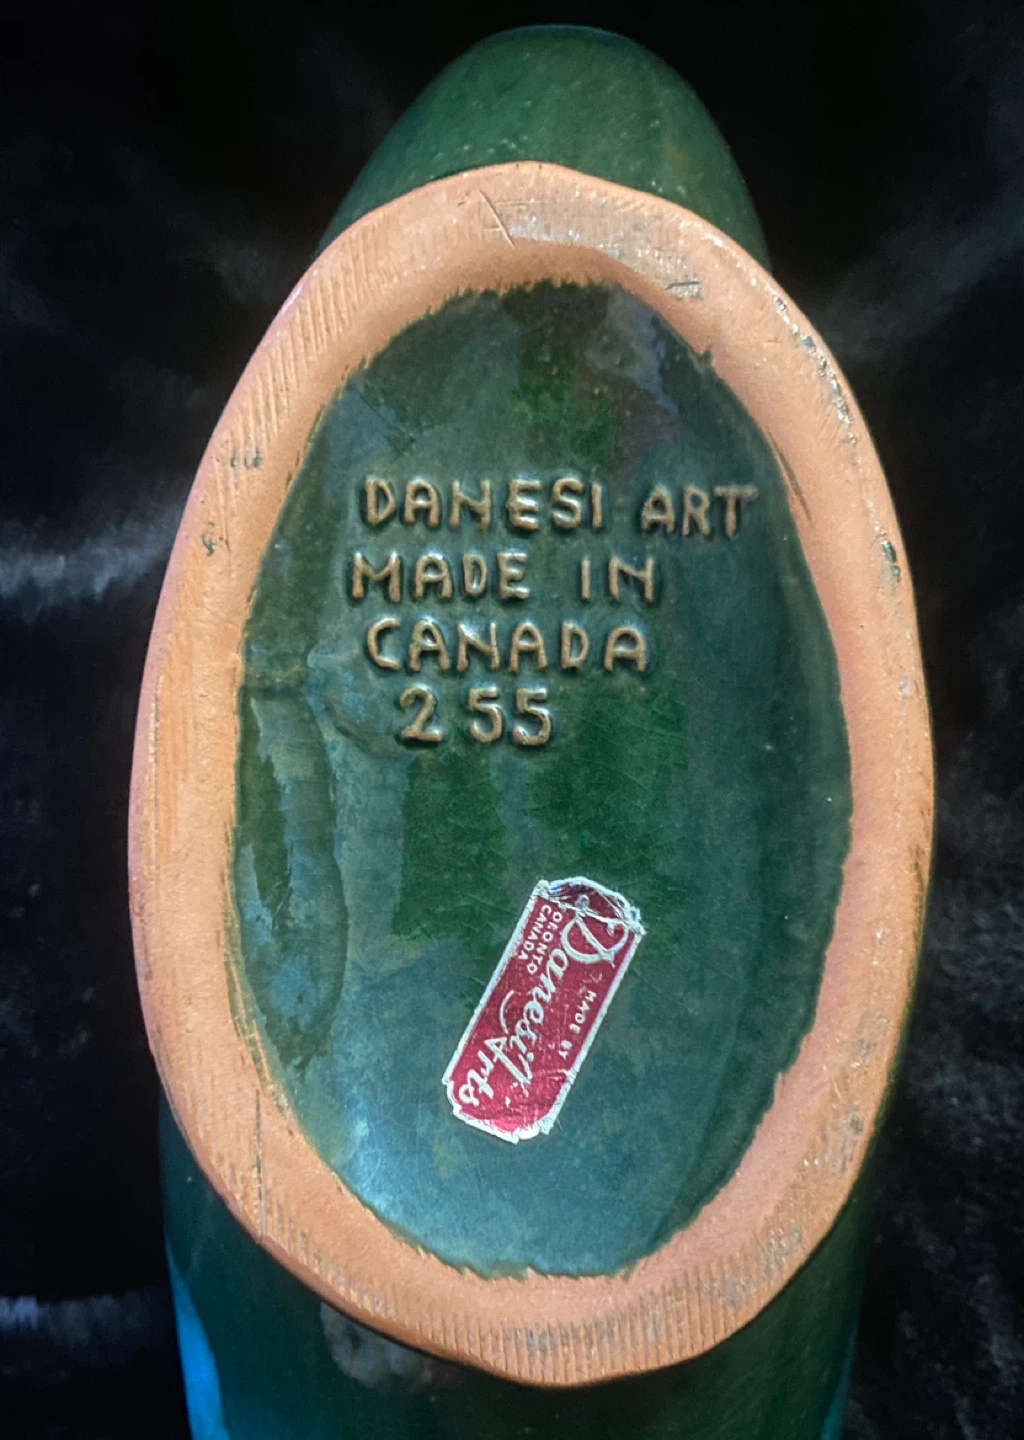 DANESI ART
MADE IN
CANADA
255
MADE BY
Danesi Arts
TORONTO
CANADA